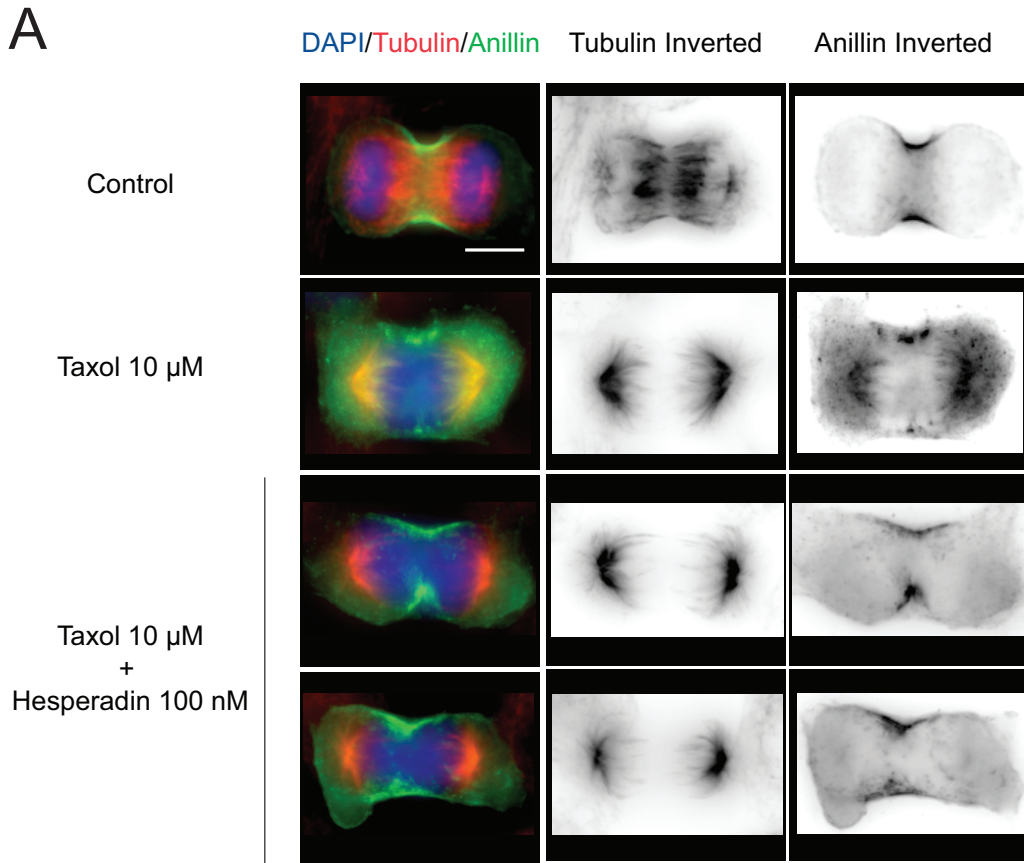 A
DAPI/Tubulin/Anillin
Tubulin Inverted
Anillin Inverted
Control
Taxol 10 µM
Taxol 10 µM
+
Hesperadin 100 nM